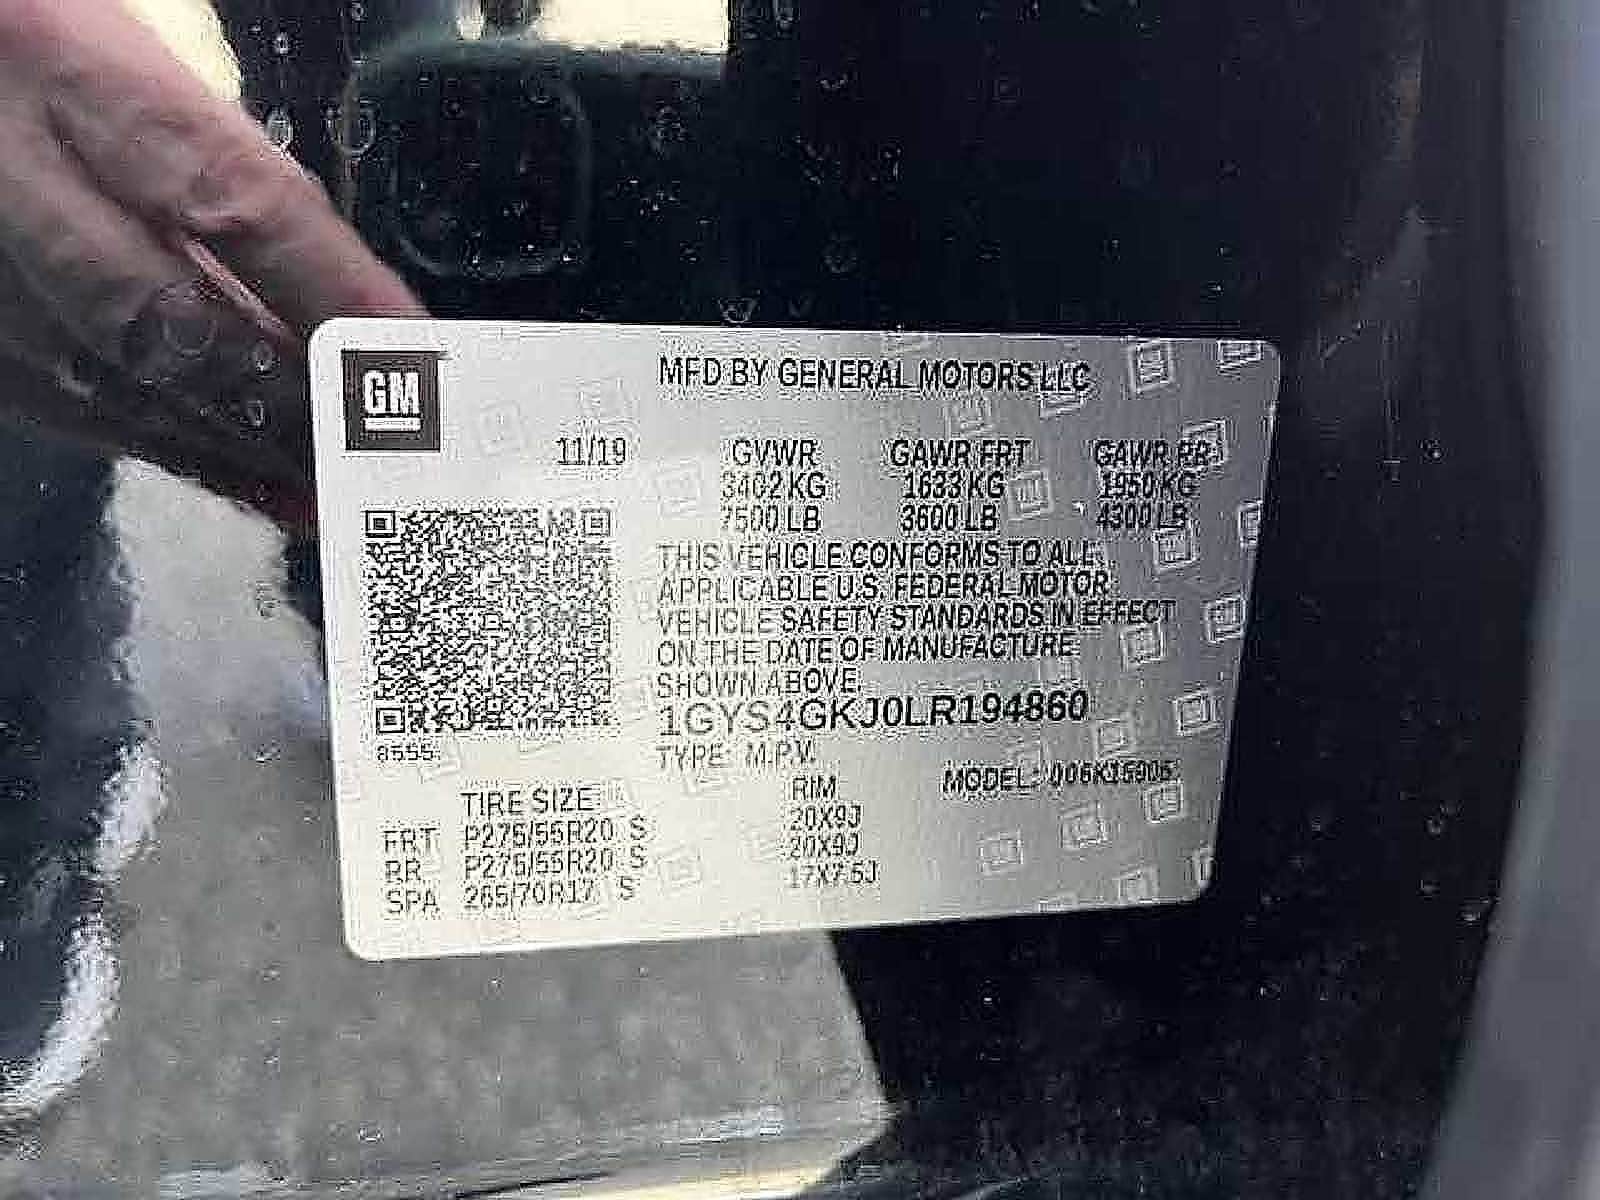 GM
MFD BY GENERAL MOTORS LLC
11/19 GVWR GAWR FRT GAWR RR
3402 KG 1633 KG 1950 KG
7500 LB 3600 LB 4300 LB
THIS VEHICLE CONFORMS TO ALL
APPLICABLE U.S. FEDERAL MOTOR
VEHICLE SAFETY STANDARDS IN EFFECT
ON THE DATE OF MANUFACTURE
SHOWN ABOVE.
1GYS4GKJ0LR194860
8555
TYPE: M.P.V.
MODEL:
TIRE SIZE RIM
FRT P275/55R20 S 20X9J
RR P275/55R20 S 20X9J
SPA 265/70R17 S 17X7.5J